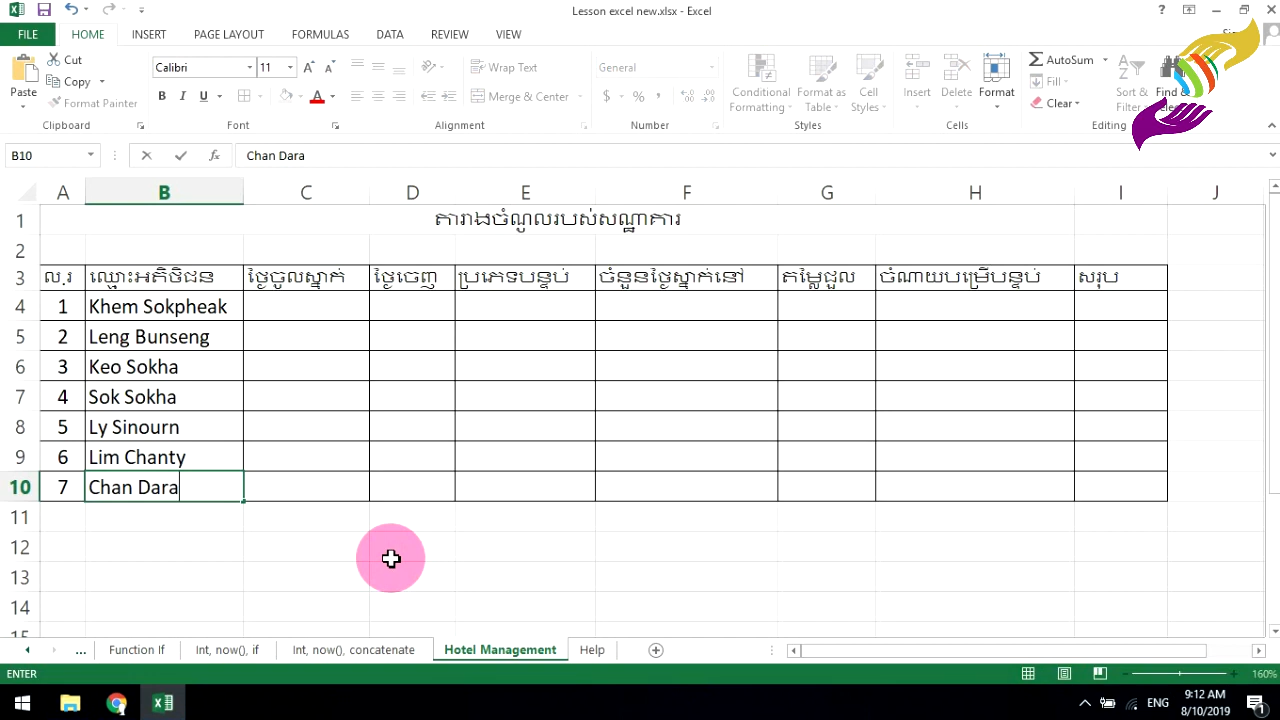 Lesson excel new.xlsx - Excel
FILE HOME INSERT PAGE LAYOUT FORMULAS DATA REVIEW VIEW
Paste
Cut
Copy
Format Painter
Clipboard
Calibri 11
B I U
Font
Wrap Text
Merge & Center
Alignment
General
$ % ,
Number
Conditional Formatting
Format as Table
Cell Styles
Styles
Insert
Delete
Format
Cells
AutoSum
Fill
Clear
Sort & Filter
Find &
Editing
B10 fx Chan Dara
A B C D E F G H I J
1 តារាងចំណូលរបស់សណ្ឋាគារ
2
3 ល.រ ឈ្មោះអតិថិជន ថ្ងៃចូលស្នាក់ ថ្ងៃចេញ ប្រភេទបន្ទប់ ចំនួនថ្ងៃស្នាក់នៅ តម្លៃជួល ចំណាយបម្រើបន្ទប់ សរុប
4 1 Khem Sokpheak
5 2 Leng Bunseng
6 3 Keo Sokha
7 4 Sok Sokha
8 5 Ly Sinourn
9 6 Lim Chanty
10 7 Chan Dara
11
12
13
14
15
... Function If Int, now(), if Int, now(), concatenate Hotel Management Help
ENTER 160%
ENG 9:12 AM
8/10/2019